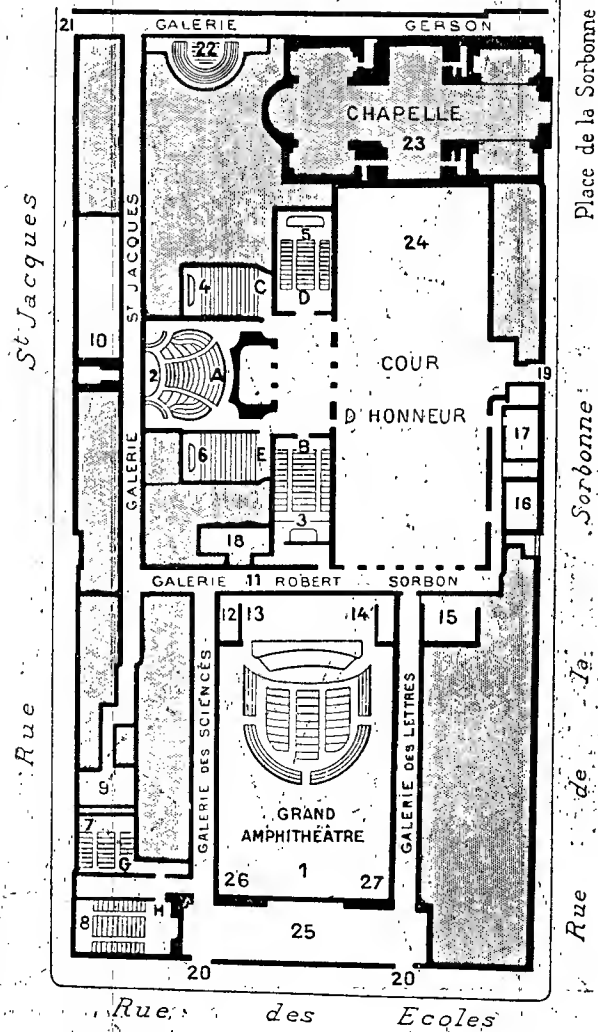 21 GALERIE GERSON
22
Place de la Sorbonne
CHAPELLE
23
St Jacques
St JACQUES
5
24
4 C
D
10
2 A
COUR
19
D'HONNEUR
GALERIE
17
6 E
B
Sorbonne
16
3
18
GALERIE 11 ROBERT SORBON
12 13
14
15
la
GALERIE DES SCIENCES
GALERIE DES LETTRES
Rue
de
9
GRAND
AMPHITHÉÂTRE
7
G
1
26
27
H
8
25
Rue
20
20
Rue des Ecoles